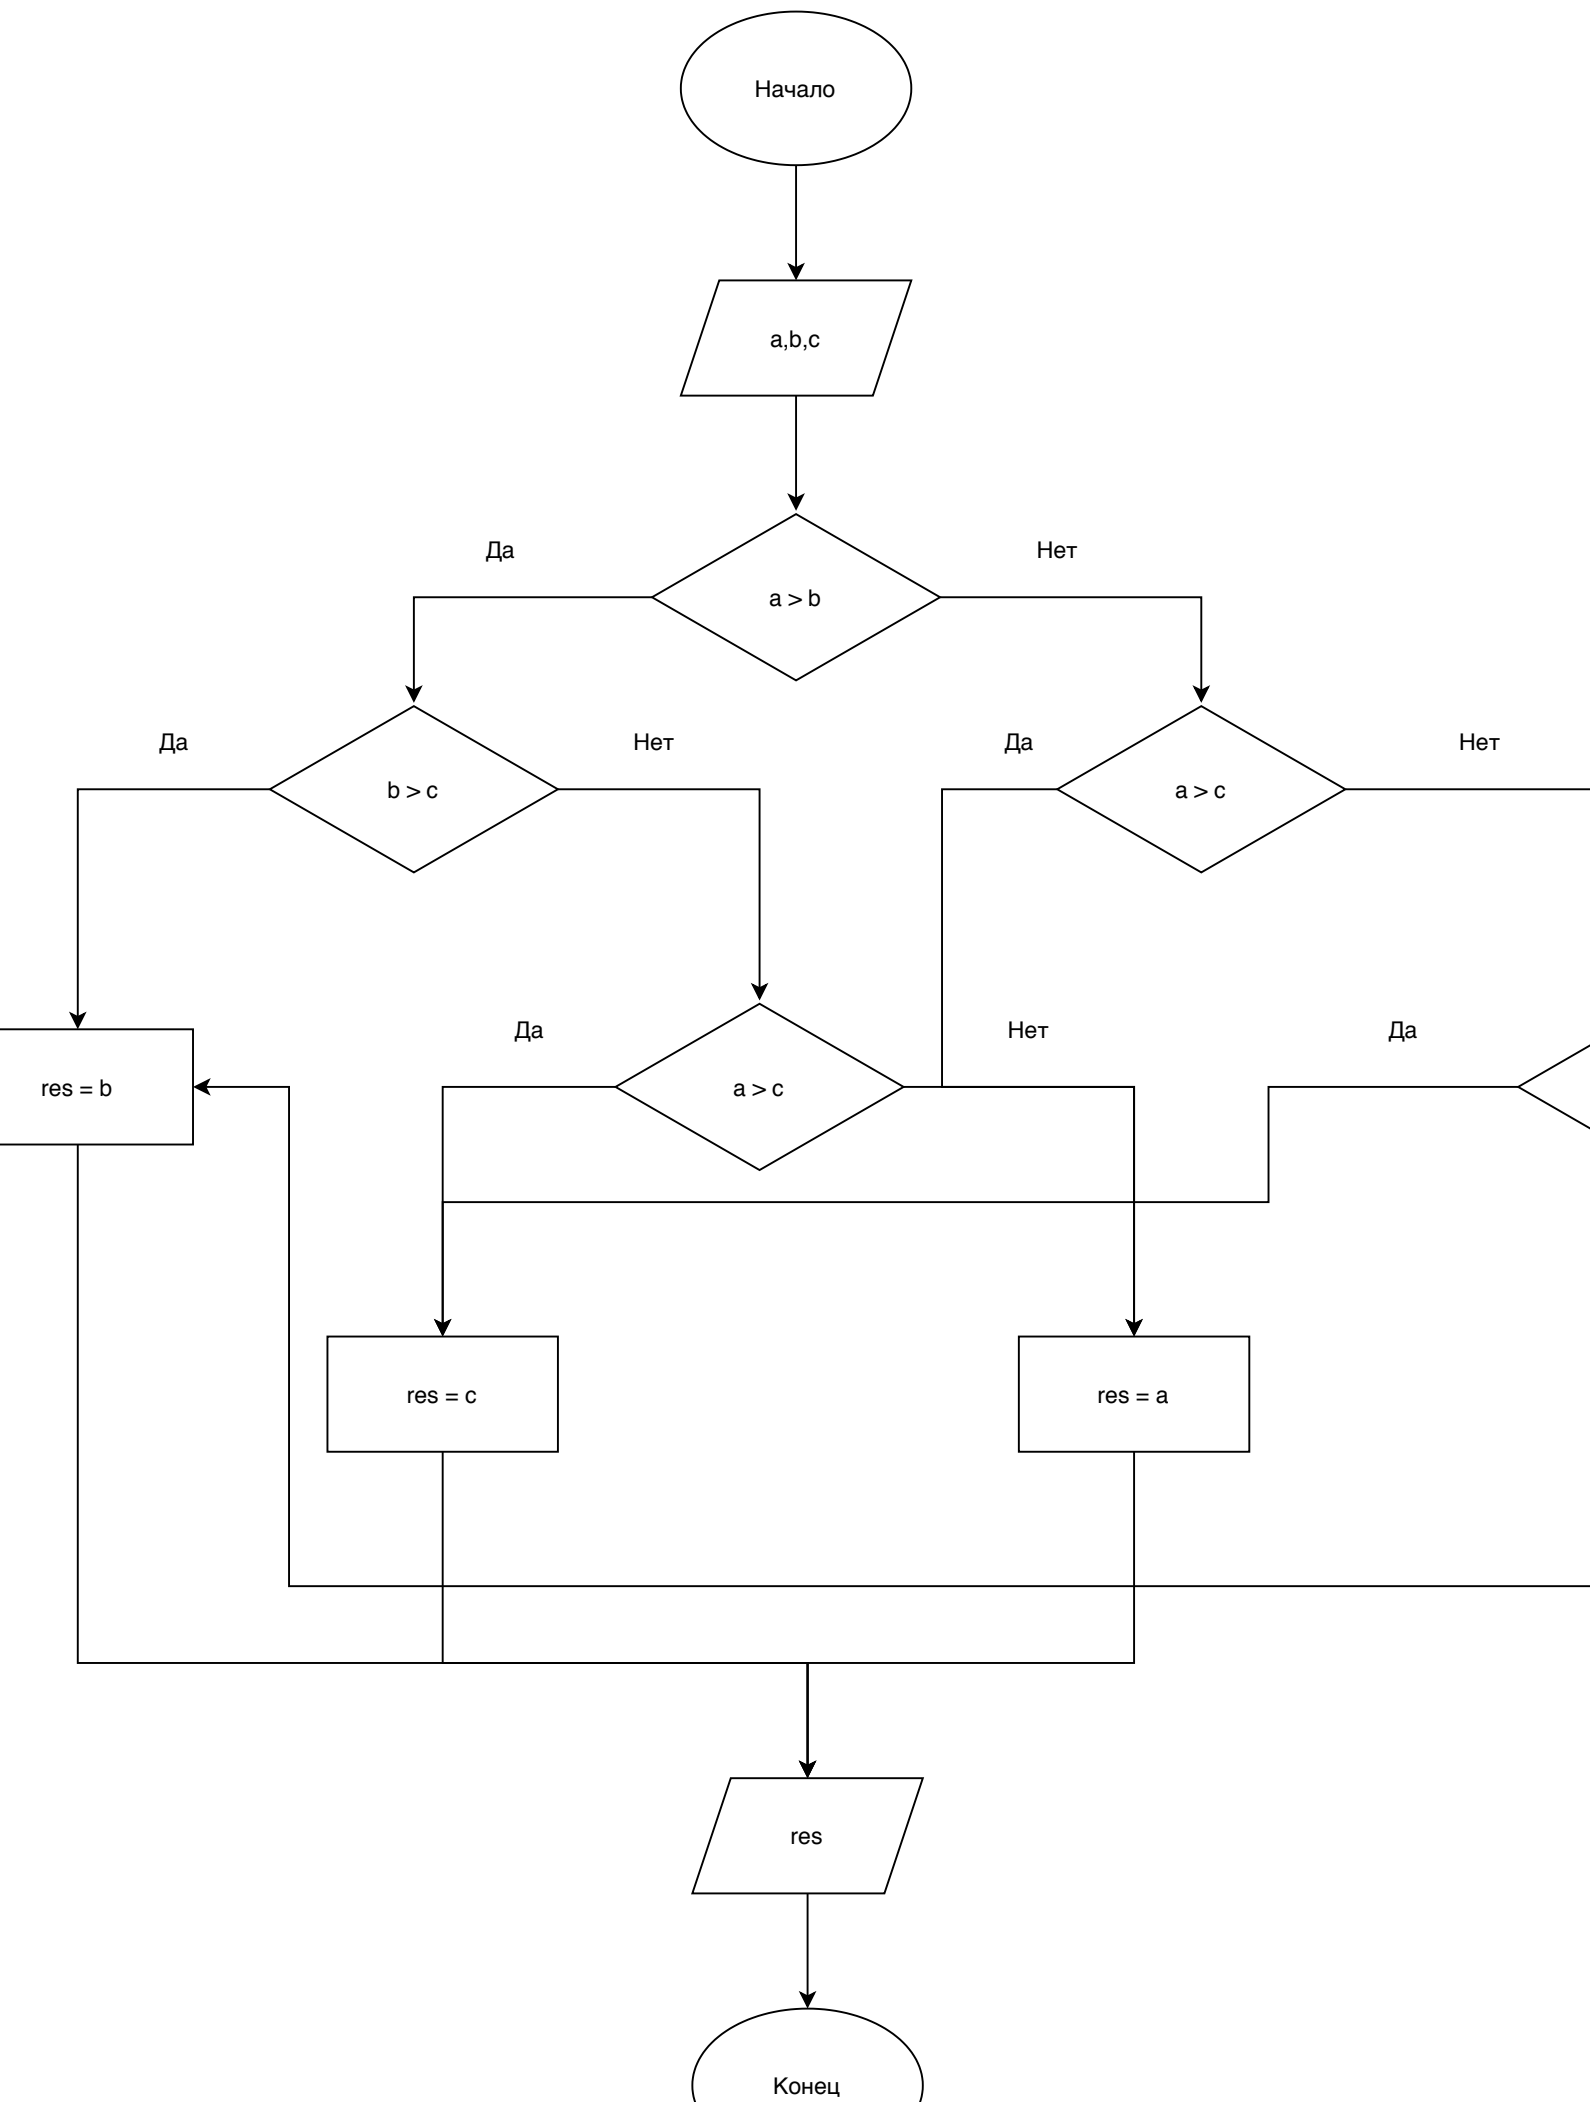 Начало
a,b,c
Да
Нет
a > b
Да
Нет
Да
Нет
b > c
a > c
Да
Нет
Да
res = b
a > c
res = c
res = a
res
Конец